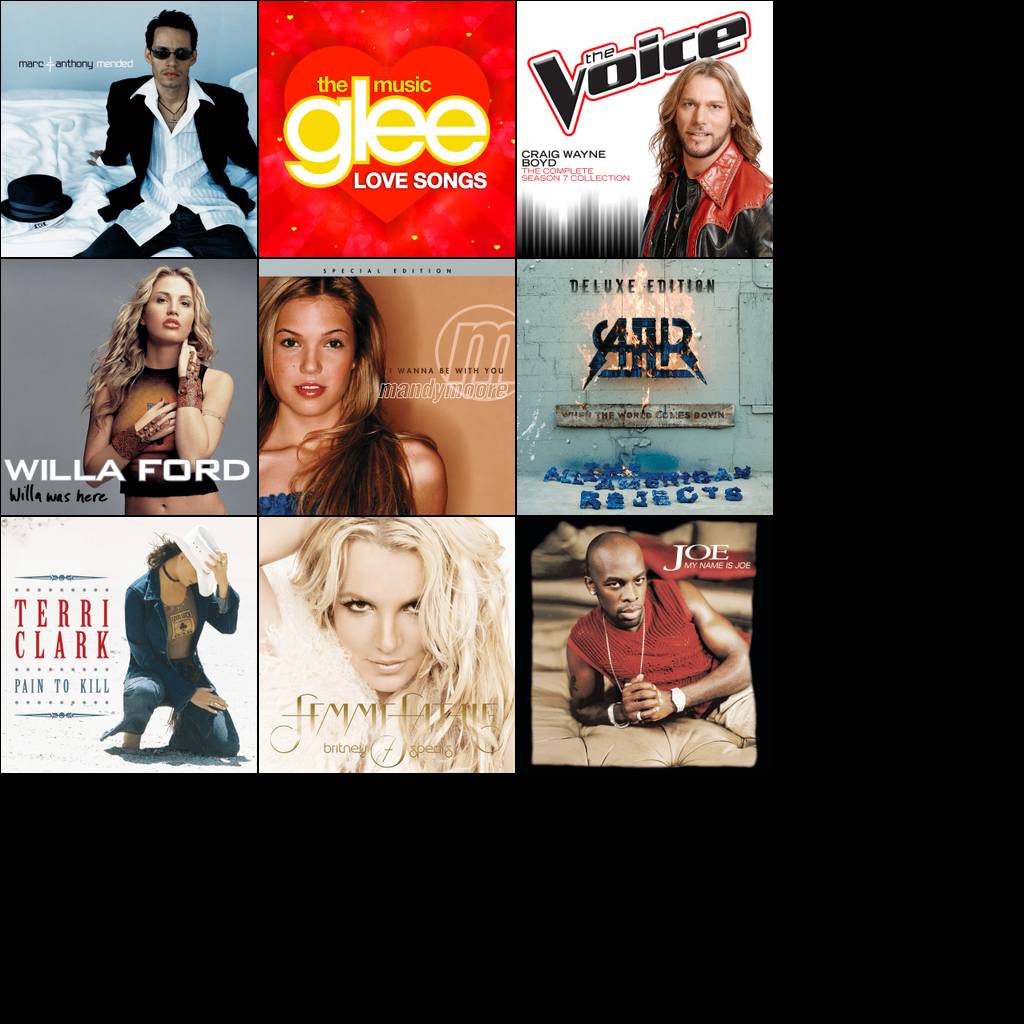 marc anthony mended
the music
glee
LOVE SONGS
the
Voice
CRAIG WAYNE
BOYD
THE COMPLETE
SEASON 7 COLLECTION
WILLA FORD
Willa was here
SPECIAL EDITION
m
I WANNA BE WITH YOU
mandymoore
DELUXE EDITION
AAR
WHEN THE WORLD COMES DOWN
THE
ALL-AMERICAN
REJECTS
TERRI
CLARK
PAIN TO KILL
FEMME FATALE
britney spears
JOE
MY NAME IS JOE